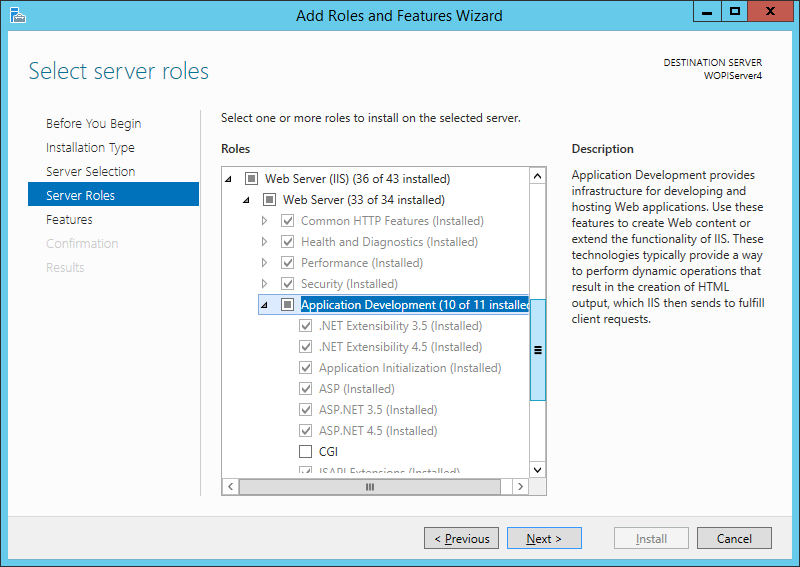 Add Roles and Features Wizard
Select server roles
DESTINATION SERVER
WOPIServer4
Before You Begin
Installation Type
Server Selection
Server Roles
Features
Confirmation
Results
Select one or more roles to install on the selected server.
Roles
Web Server (IIS) (36 of 43 installed)
Web Server (33 of 34 installed)
Common HTTP Features (Installed)
Health and Diagnostics (Installed)
Performance (Installed)
Security (Installed)
Application Development (10 of 11 installed
.NET Extensibility 3.5 (Installed)
.NET Extensibility 4.5 (Installed)
Application Initialization (Installed)
ASP (Installed)
ASP.NET 3.5 (Installed)
ASP.NET 4.5 (Installed)
CGI
ISAPI Extensions (Installed)
Description
Application Development provides
infrastructure for developing and
hosting Web applications. Use these
features to create Web content or
extend the functionality of IIS. These
technologies typically provide a way
to perform dynamic operations that
result in the creation of HTML
output, which IIS then sends to fulfill
client requests.
< Previous
Next >
Install
Cancel